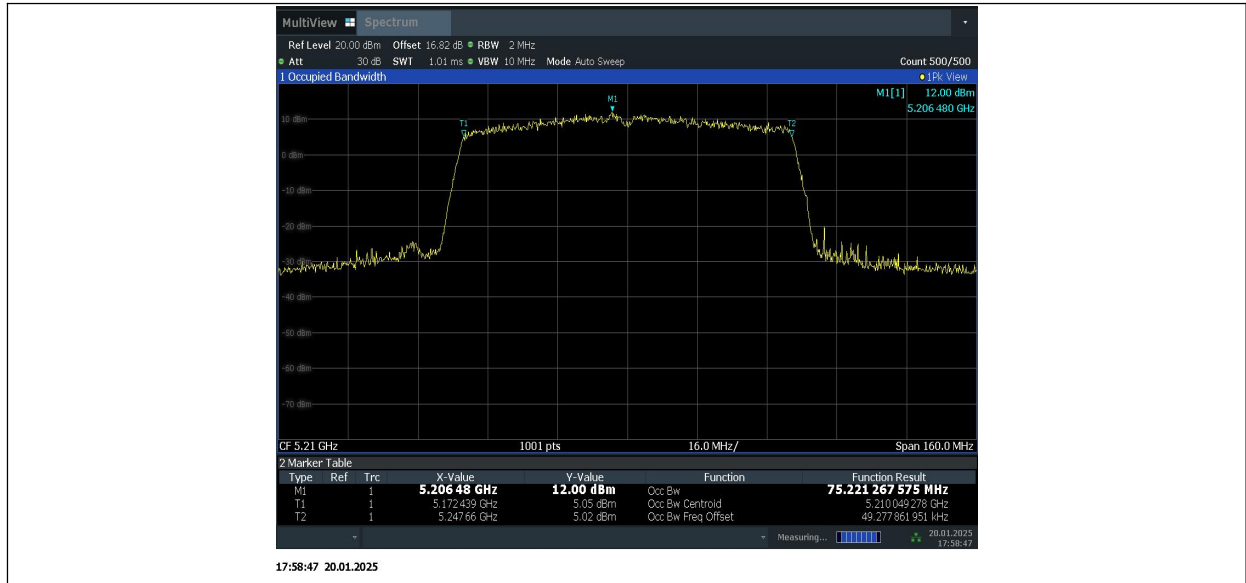 MultiView Spectrum
Ref Level 20.00 dBm Offset 16.82 dB RBW 2 MHz
Att 30 dB SWT 1.01 ms VBW 10 MHz Mode Auto Sweep Count 500/500
1 Occupied Bandwidth 1Pk View
M1[1] 12.00 dBm
5.206 480 GHz
M1
10 dBm
T1
T2
0 dBm
-10 dBm
-20 dBm
-30 dBm
-40 dBm
-50 dBm
-60 dBm
-70 dBm
CF 5.21 GHz 1001 pts 16.0 MHz/ Span 160.0 MHz
2 Marker Table
Type Ref Trc X-Value Y-Value Function Function Result
M1 1 5.206 48 GHz 12.00 dBm Occ Bw 75.221 267 575 MHz
T1 1 5.172 439 GHz 5.05 dBm Occ Bw Centroid 5.210 049 278 GHz
T2 1 5.247 66 GHz 5.02 dBm Occ Bw Freq Offset 49.277 861 951 kHz
Measuring... 20.01.2025
17:58:47
17:58:47 20.01.2025